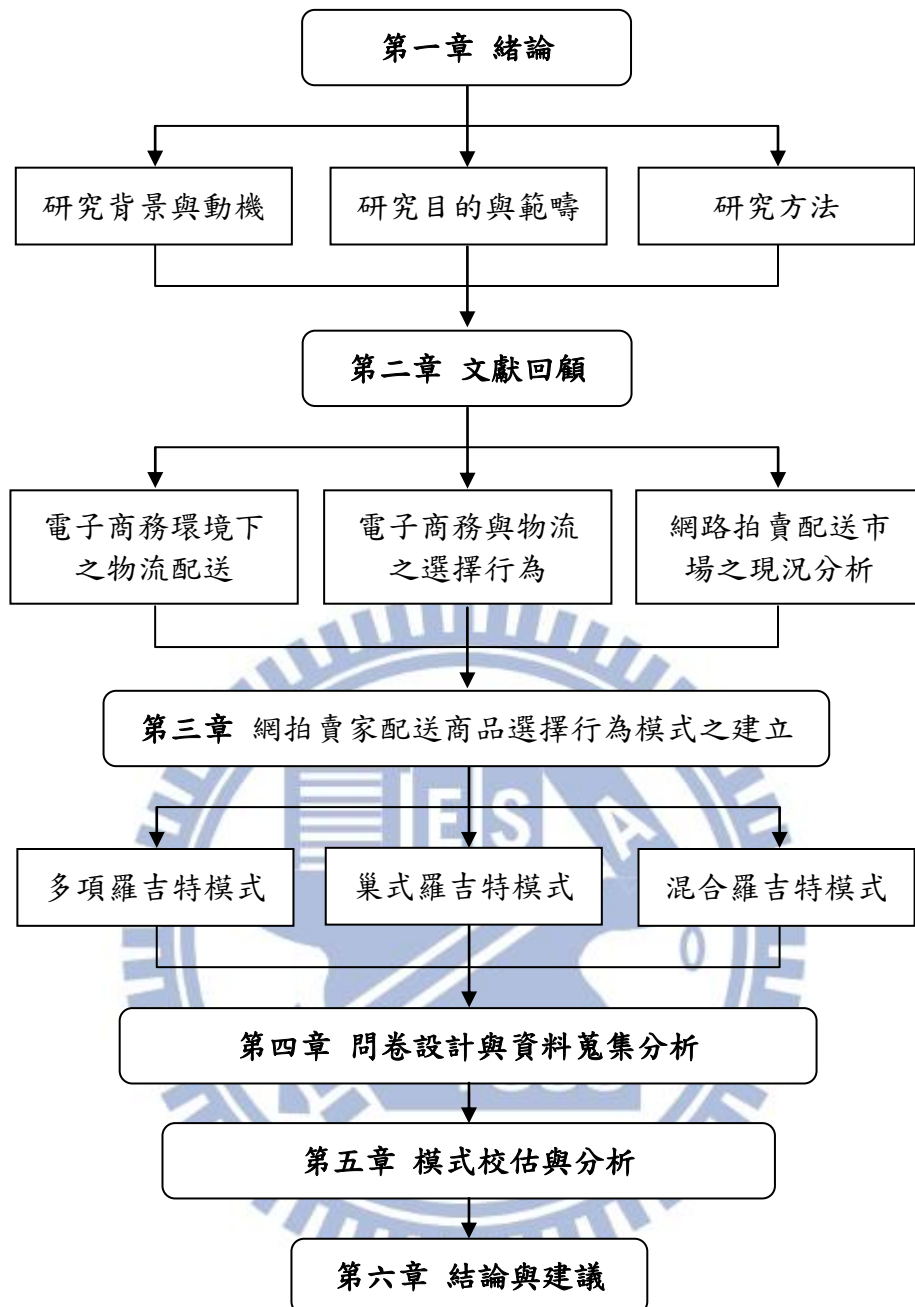 第一章 緒論
研究背景與動機
研究目的與範疇
研究方法
第二章 文獻回顧
電子商務環境下
之物流配送
電子商務與物流
之選擇行為
網路拍賣配送市
場之現況分析
第三章 網拍賣家配送商品選擇行為模式之建立
IESA
多項羅吉特模式
巢式羅吉特模式
混合羅吉特模式
第四章 問卷設計與資料蒐集分析
第五章 模式校估與分析
第六章 結論與建議